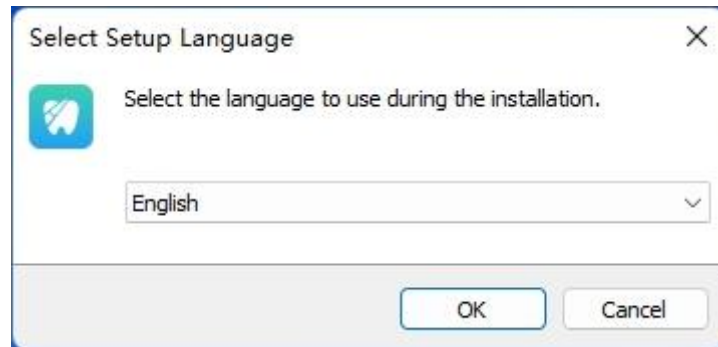 Select Setup Language
Select the language to use during the installation.
English
OK
Cancel